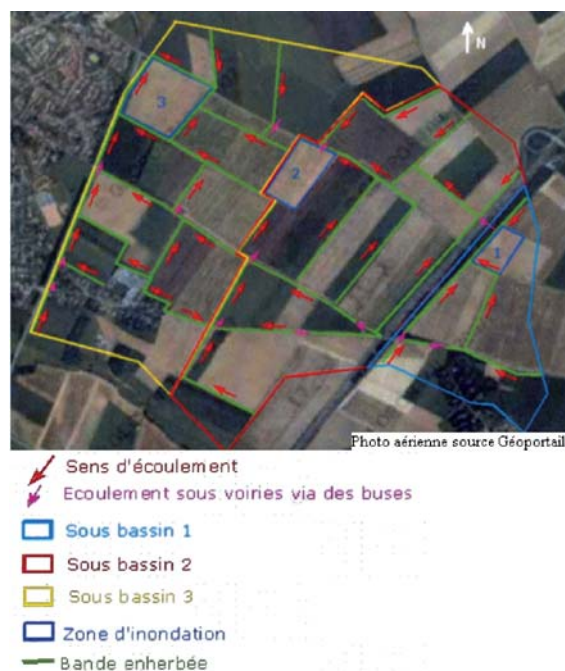 N
3
2
1
Photo aérienne source Géoportail
Sens d'écoulement
Ecoulement sous voiries via des buses
Sous bassin 1
Sous bassin 2
Sous bassin 3
Zone d'inondation
Bande enherbée